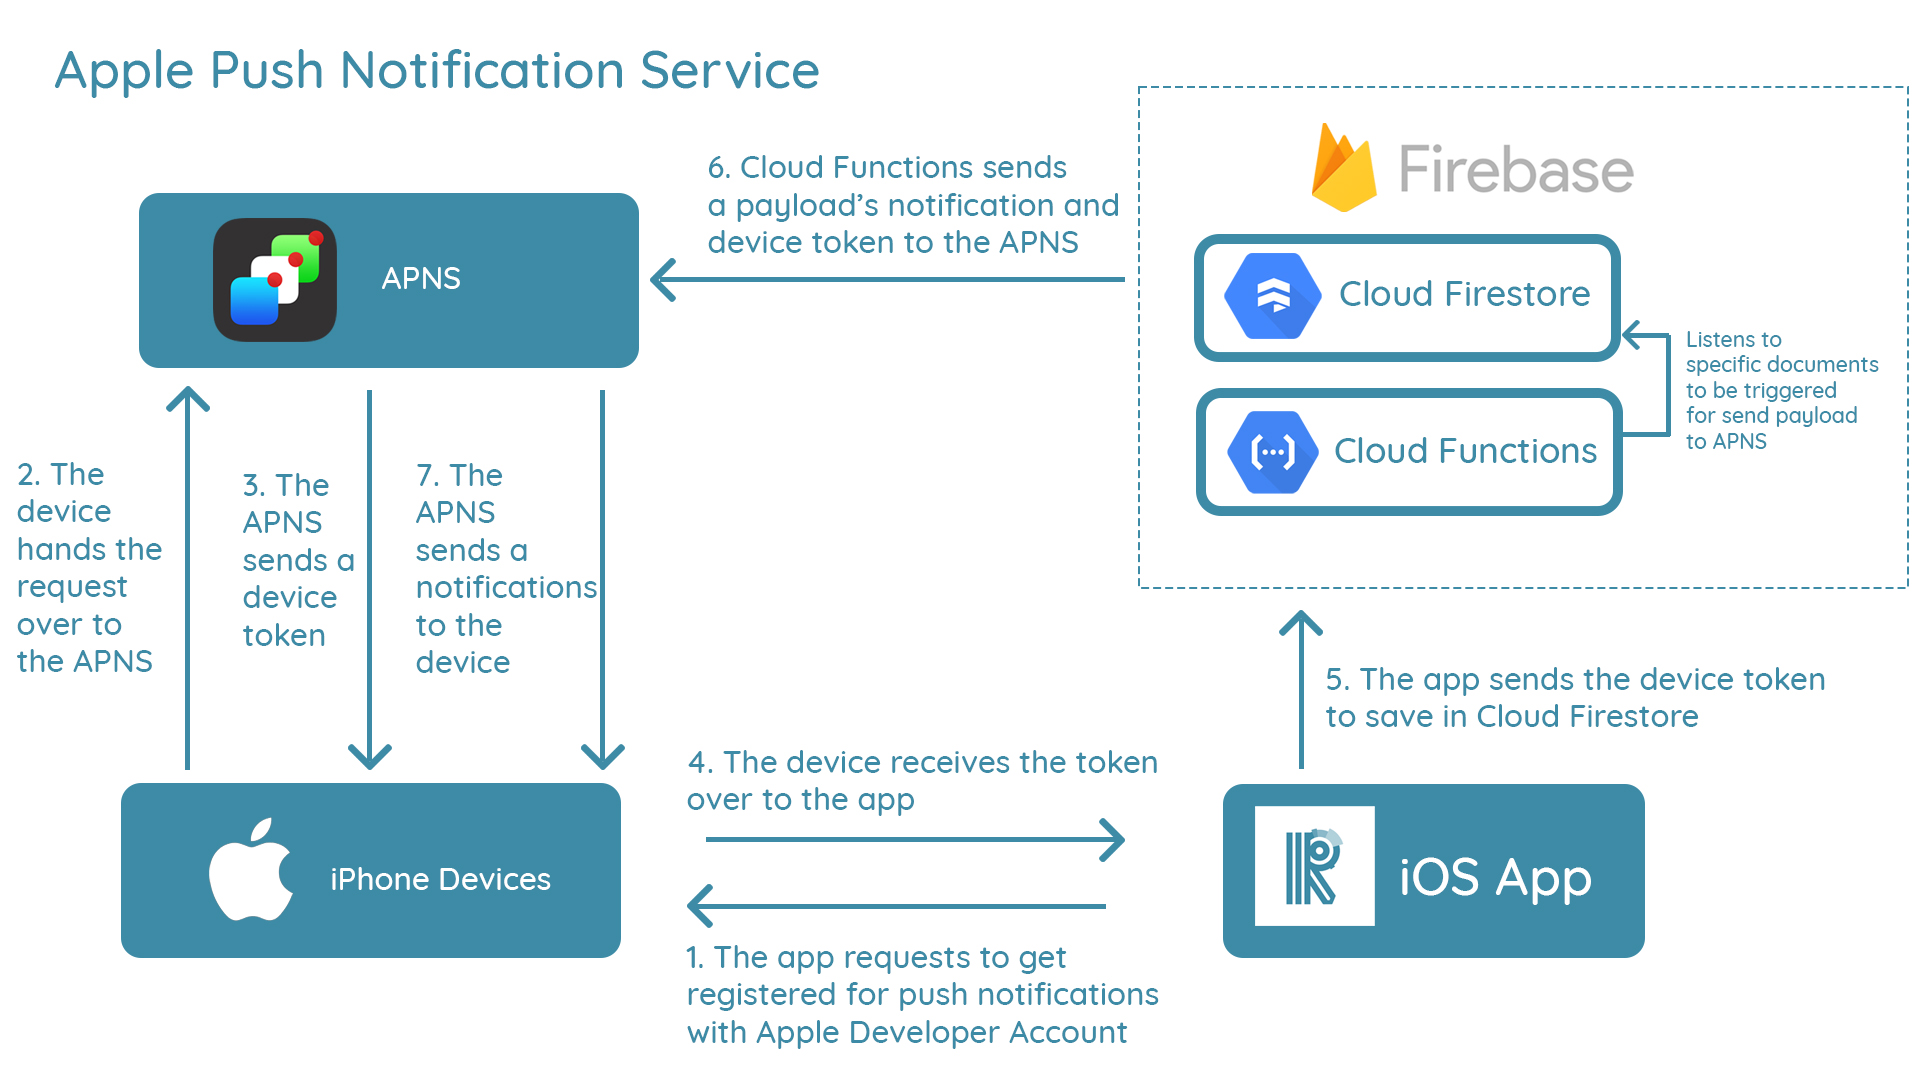 Apple Push Notification Service
Firebase
6. Cloud Functions sends
a payload’s notification and
device token to the APNS
APNS
Cloud Firestore
Cloud Functions
Listens to
specific documents
to be triggered
for send payload
to APNS
2. The
device
hands the
request
over to
the APNS
3. The
APNS
sends a
device
token
7. The
APNS
sends a
notifications
to the
device
5. The app sends the device token
to save in Cloud Firestore
4. The device receives the token
over to the app
iPhone Devices
iOS App
1. The app requests to get
registered for push notifications
with Apple Developer Account